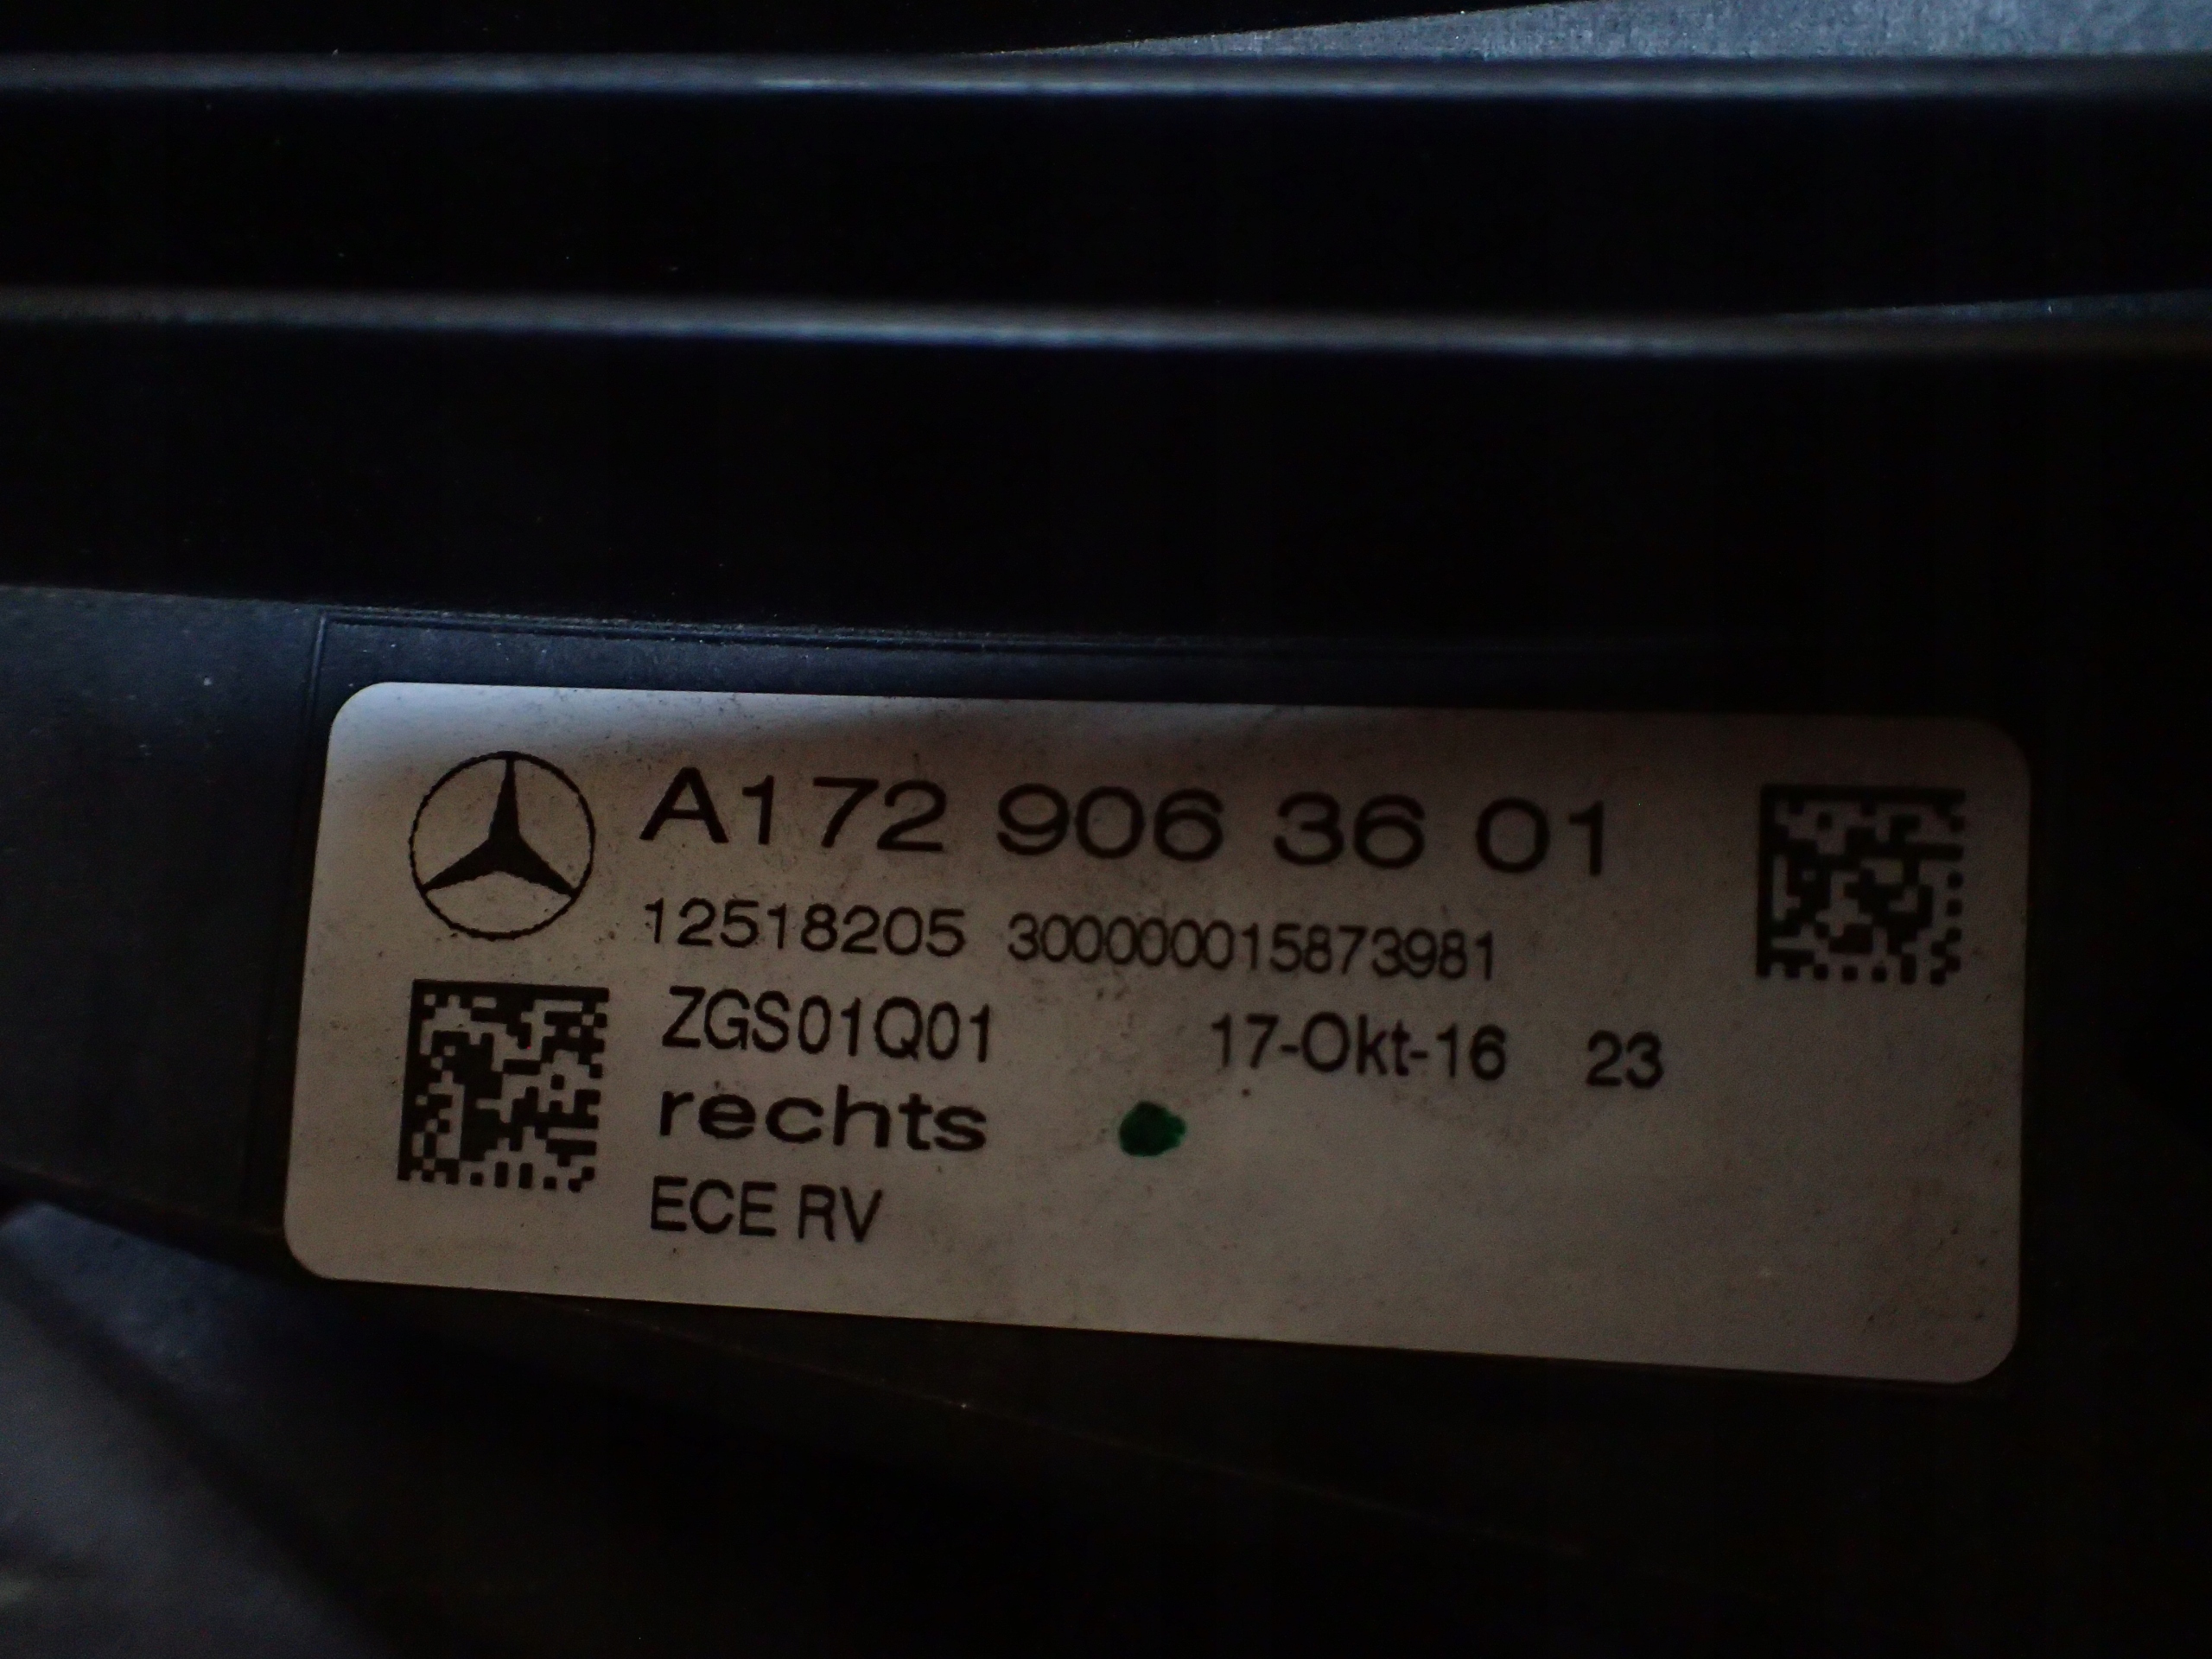 A172 906 36 01
12518205 300000015873981
ZGS01Q01 17-Okt-16 23
rechts
ECE RV